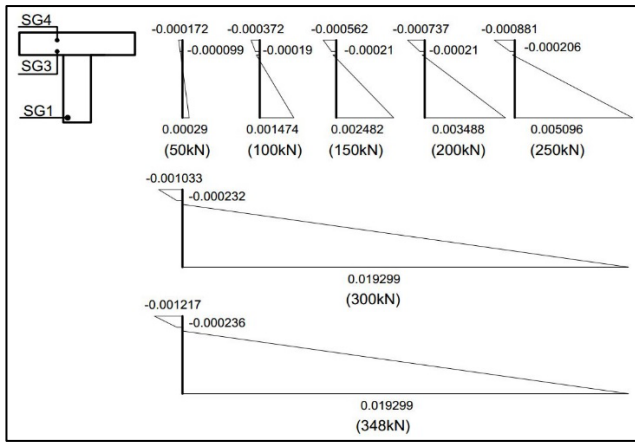 SG4
SG3
SG1
-0.000172
-0.000099
0.00029
(50kN)
-0.000372
-0.00019
0.001474
(100kN)
-0.000562
-0.00021
0.002482
(150kN)
-0.000737
-0.00021
0.003488
(200kN)
-0.000881
-0.000206
0.005096
(250kN)
-0.001033
-0.000232
0.019299
(300kN)
-0.001217
-0.000236
0.019299
(348kN)